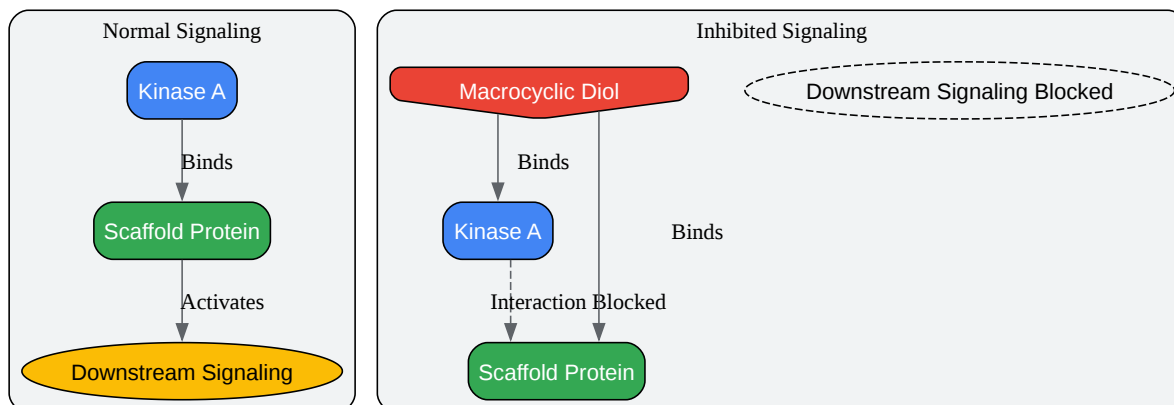 Normal Signaling
Kinase A
Binds
Scaffold Protein
Activates
Downstream Signaling
Inhibited Signaling
Macrocyclic Diol
Downstream Signaling Blocked
Binds
Kinase A
Binds
Interaction Blocked
Scaffold Protein